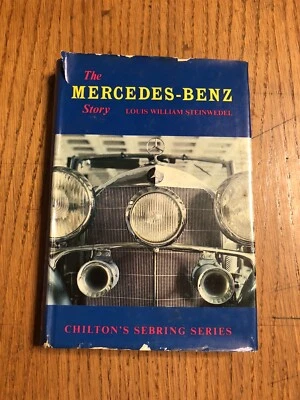 The
MERCEDES-BENZ
Story LOUIS WILLIAM STEINWEDEL
CHILTON'S SEBRING SERIES